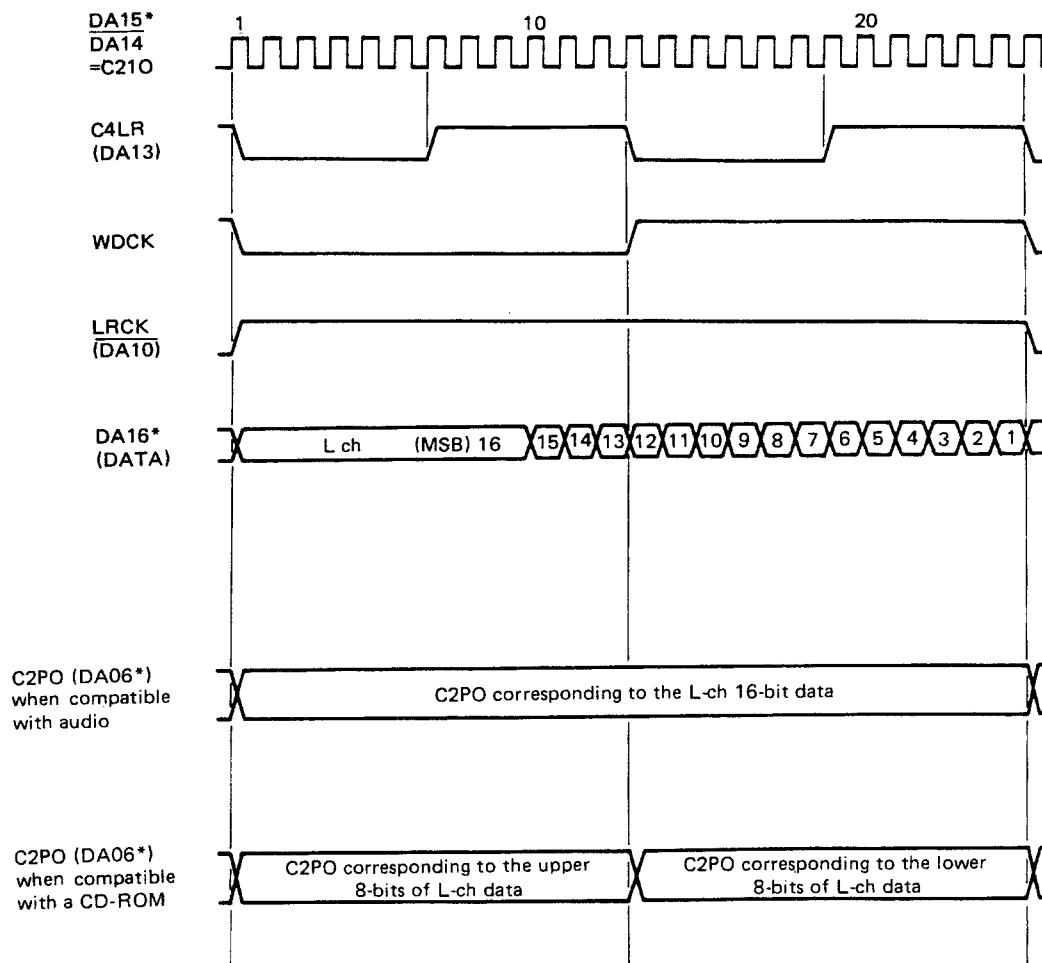 DA15*
DA14
=C210
1
10
20
C4LR
(DA13)
WDCK
LRCK
(DA10)
DA16*
(DATA)
L ch (MSB) 16 15 14 13 12 11 10 9 8 7 6 5 4 3 2 1
C2PO (DA06*)
when compatible
with audio
C2PO corresponding to the L-ch 16-bit data
C2PO (DA06*)
when compatible
with a CD-ROM
C2PO corresponding to the upper
8-bits of L-ch data
C2PO corresponding to the lower
8-bits of L-ch data